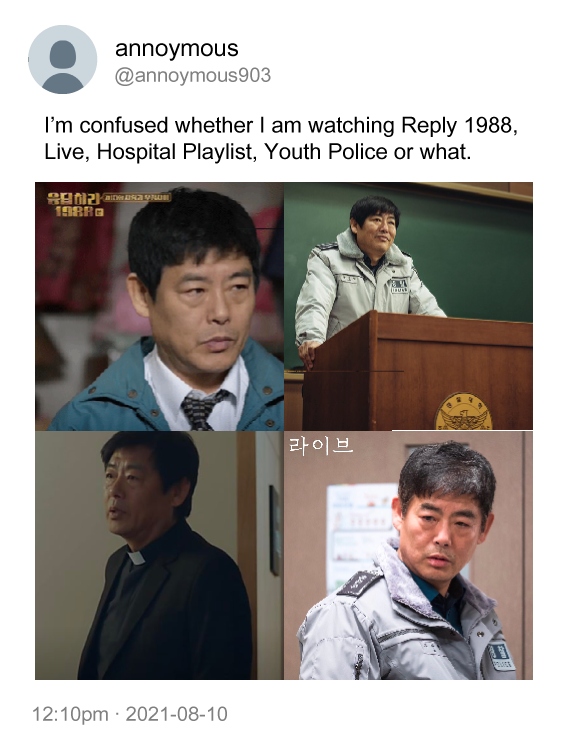 annoymous
@annoymous903
I’m confused whether I am watching Reply 1988,
Live, Hospital Playlist, Youth Police or what.
응답하라
1988
라이브
POLICE
12:10pm · 2021-08-10